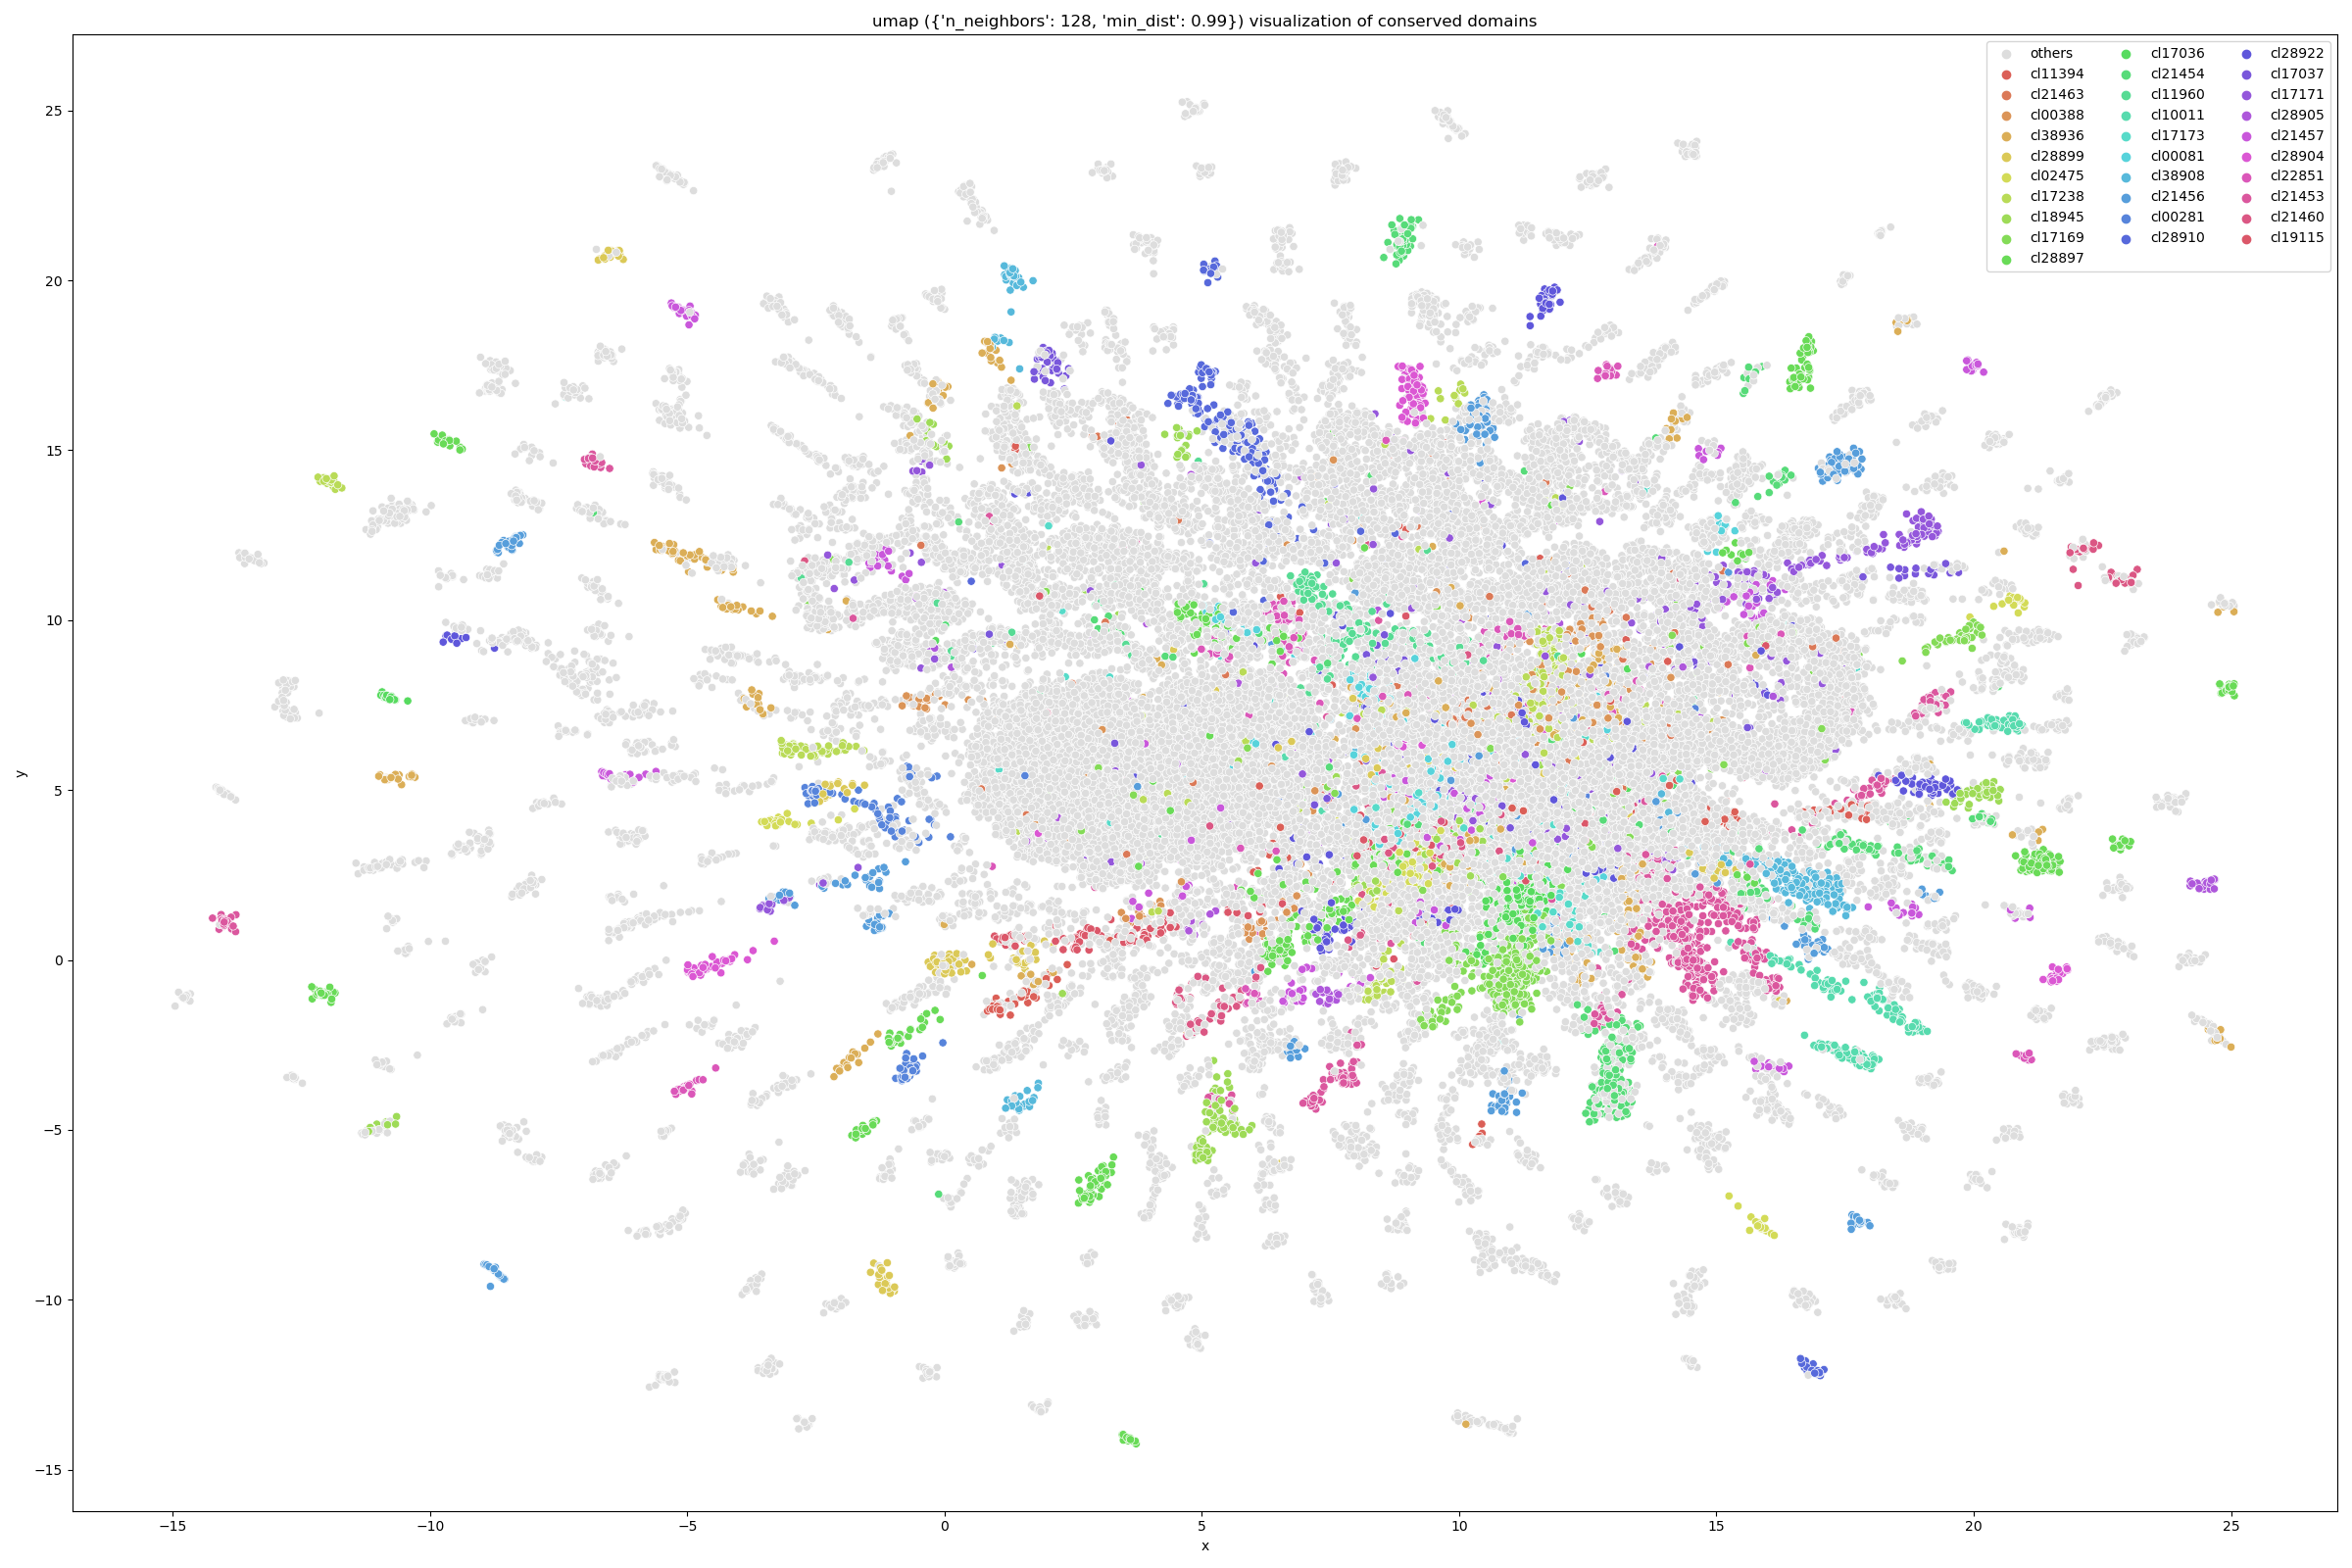 umap ({'n_neighbors': 128, 'min_dist': 0.99}) visualization of conserved domains
others
cl11394
cl21463
cl00388
cl38936
cl28899
cl02475
cl17238
cl18945
cl17169
cl28897
cl17036
cl21454
cl11960
cl10011
cl17173
cl00081
cl38908
cl21456
cl00281
cl28910
cl28922
cl17037
cl17171
cl28905
cl21457
cl28904
cl22851
cl21453
cl21460
cl19115
25
20
15
10
5
0
−5
−10
−15
y
−15
−10
−5
0
5
10
15
20
25
x